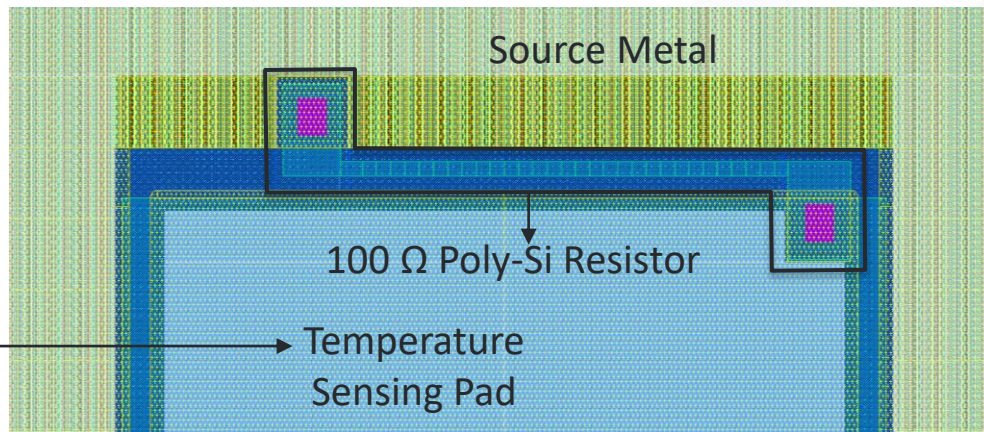 Source Metal
100 Ω Poly-Si Resistor
Temperature
Sensing Pad